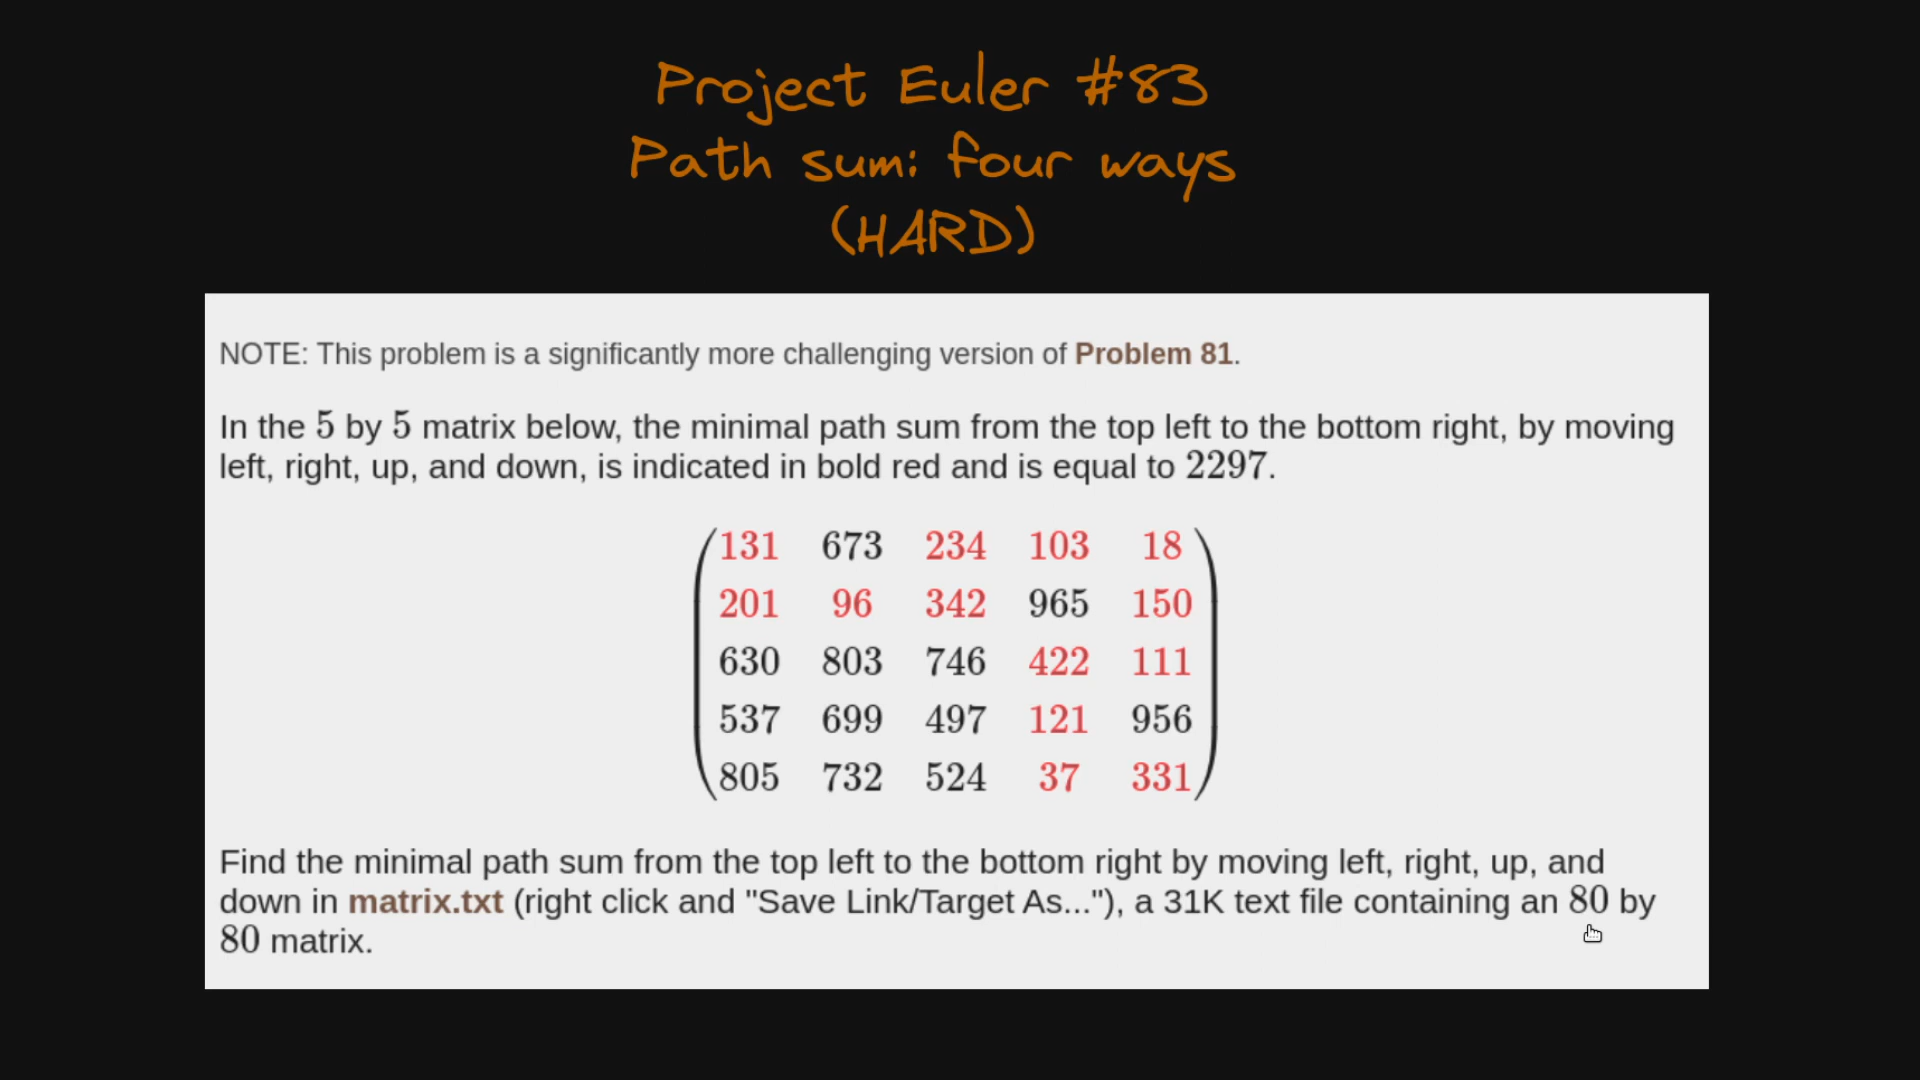 Project Euler #83
Path sum: four ways
(HARD)
NOTE: This problem is a significantly more challenging version of Problem 81.
In the 5 by 5 matrix below, the minimal path sum from the top left to the bottom right, by moving
left, right, up, and down, is indicated in bold red and is equal to 2297.
131 673 234 103 18
201 96 342 965 150
630 803 746 422 111
537 699 497 121 956
805 732 524 37 331
Find the minimal path sum from the top left to the bottom right by moving left, right, up, and
down in matrix.txt (right click and "Save Link/Target As..."), a 31K text file containing an 80 by
80 matrix.